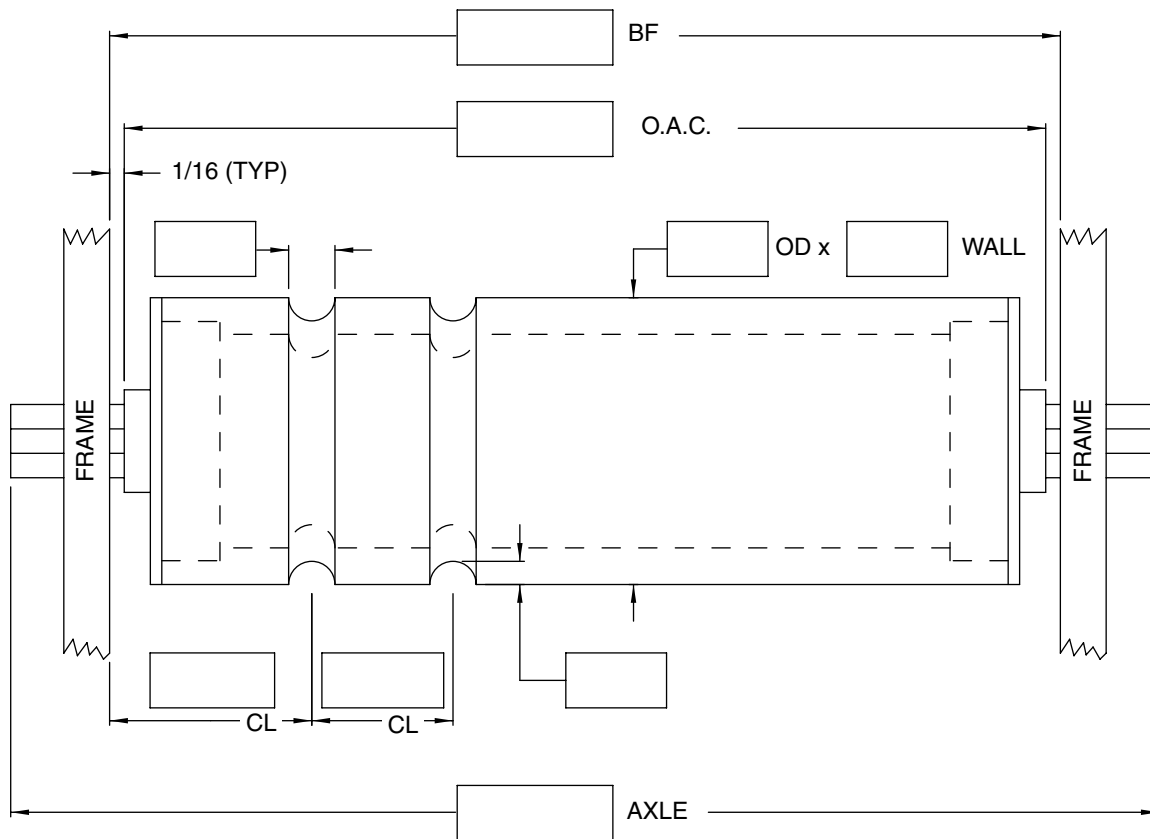 BF
O.A.C.
1/16 (TYP)
OD x
WALL
FRAME
FRAME
CL
CL
AXLE